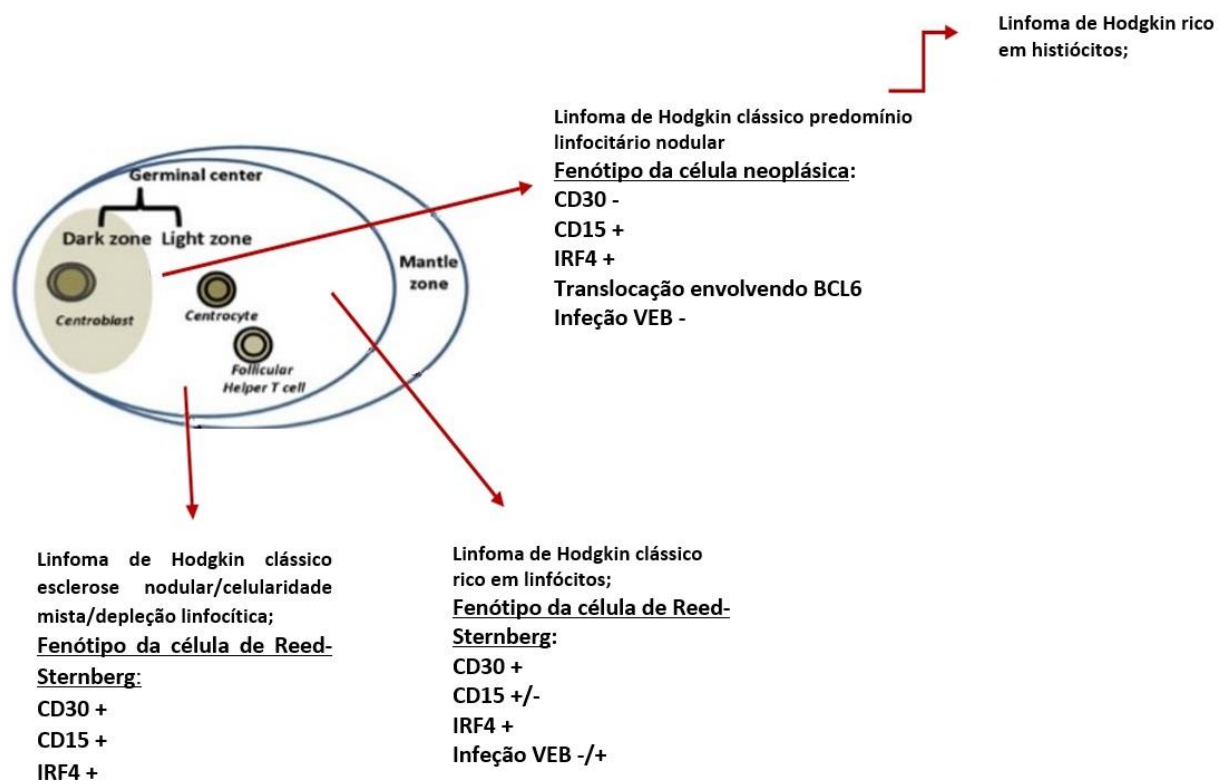 Linfoma de Hodgkin rico
em histiócitos;
Linfoma de Hodgkin clássico predomínio
linfocitário nodular
Fenótipo da célula neoplásica:
CD30 -
CD15 +
IRF4 +
Translocação envolvendo BCL6
Infeção VEB -
Germinal center
Dark zone Light zone
Mantle
zone
Centroblast
Centrocyte
Follicular
Helper T cell
Linfoma de Hodgkin clássico
esclerose nodular/celularidade
mista/depleção linfocítica;
Fenótipo da célula de Reed-
Sternberg:
CD30 +
CD15 +
IRF4 +
Linfoma de Hodgkin clássico
rico em linfócitos;
Fenótipo da célula de Reed-
Sternberg:
CD30 +
CD15 +/-
IRF4 +
Infeção VEB -/+